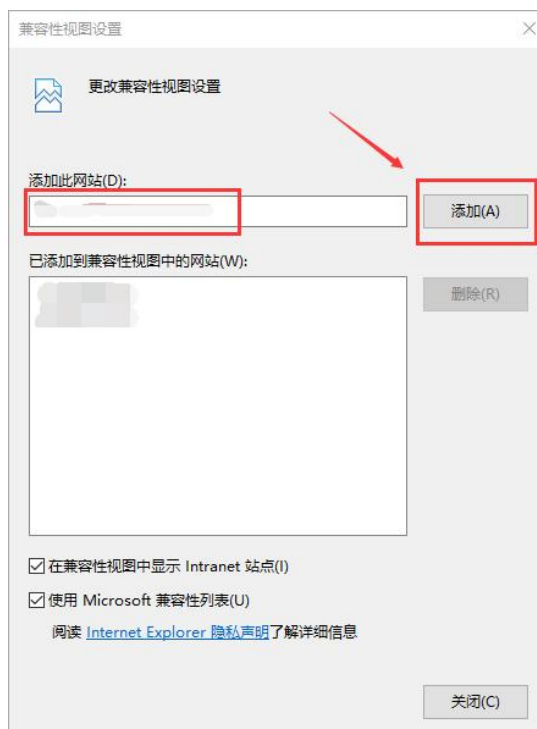 兼容性视图设置
更改兼容性视图设置
添加此网站(D):
添加(A)
已添加到兼容性视图中的网站(W):
删除(R)
在兼容性视图中显示 Intranet 站点(I)
使用 Microsoft 兼容性列表(U)
阅读 Internet Explorer 隐私声明了解详细信息
关闭(C)